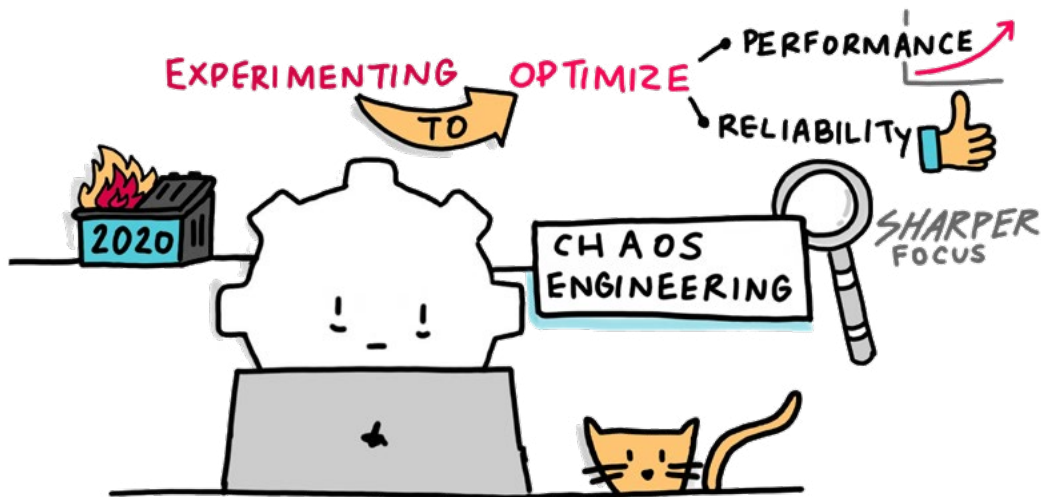 EXPERIMENTING TO OPTIMIZE
PERFORMANCE
RELIABILITY
2020
CHAOS
ENGINEERING
SHARPER
FOCUS